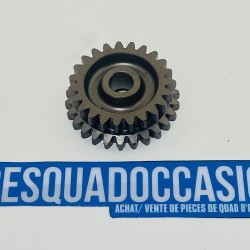 ESQUADOCCASIO
ACHAT/ VENTE DE PIECES DE QUAD D'O